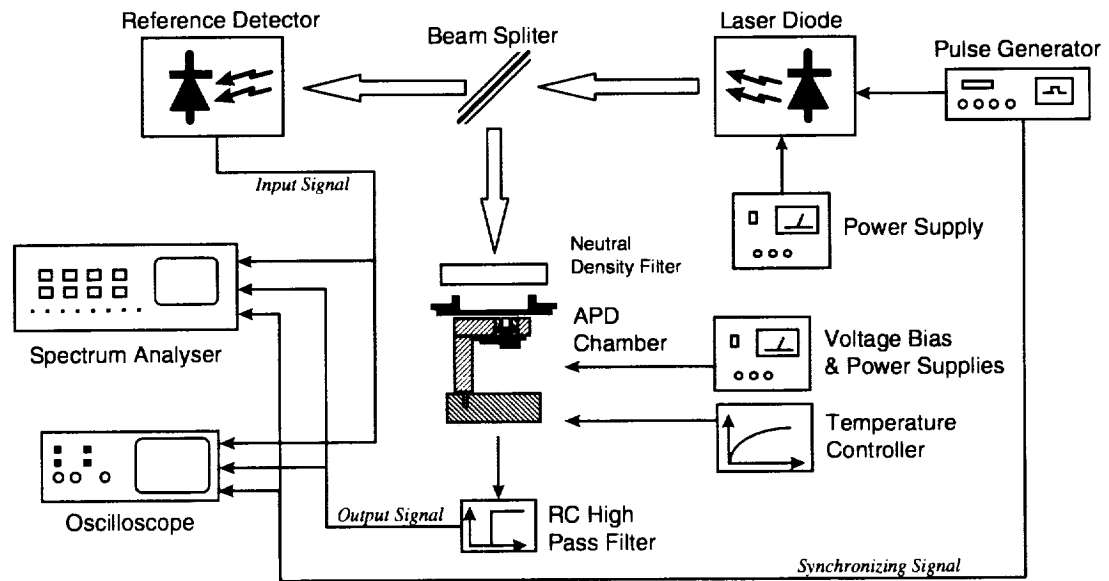 Reference Detector
Beam Spliter
Laser Diode
Pulse Generator
Input Signal
Power Supply
Neutral
Density Filter
Spectrum Analyser
APD
Chamber
Voltage Bias
& Power Supplies
Temperature
Controller
Oscilloscope
Output Signal
RC High
Pass Filter
Synchronizing Signal